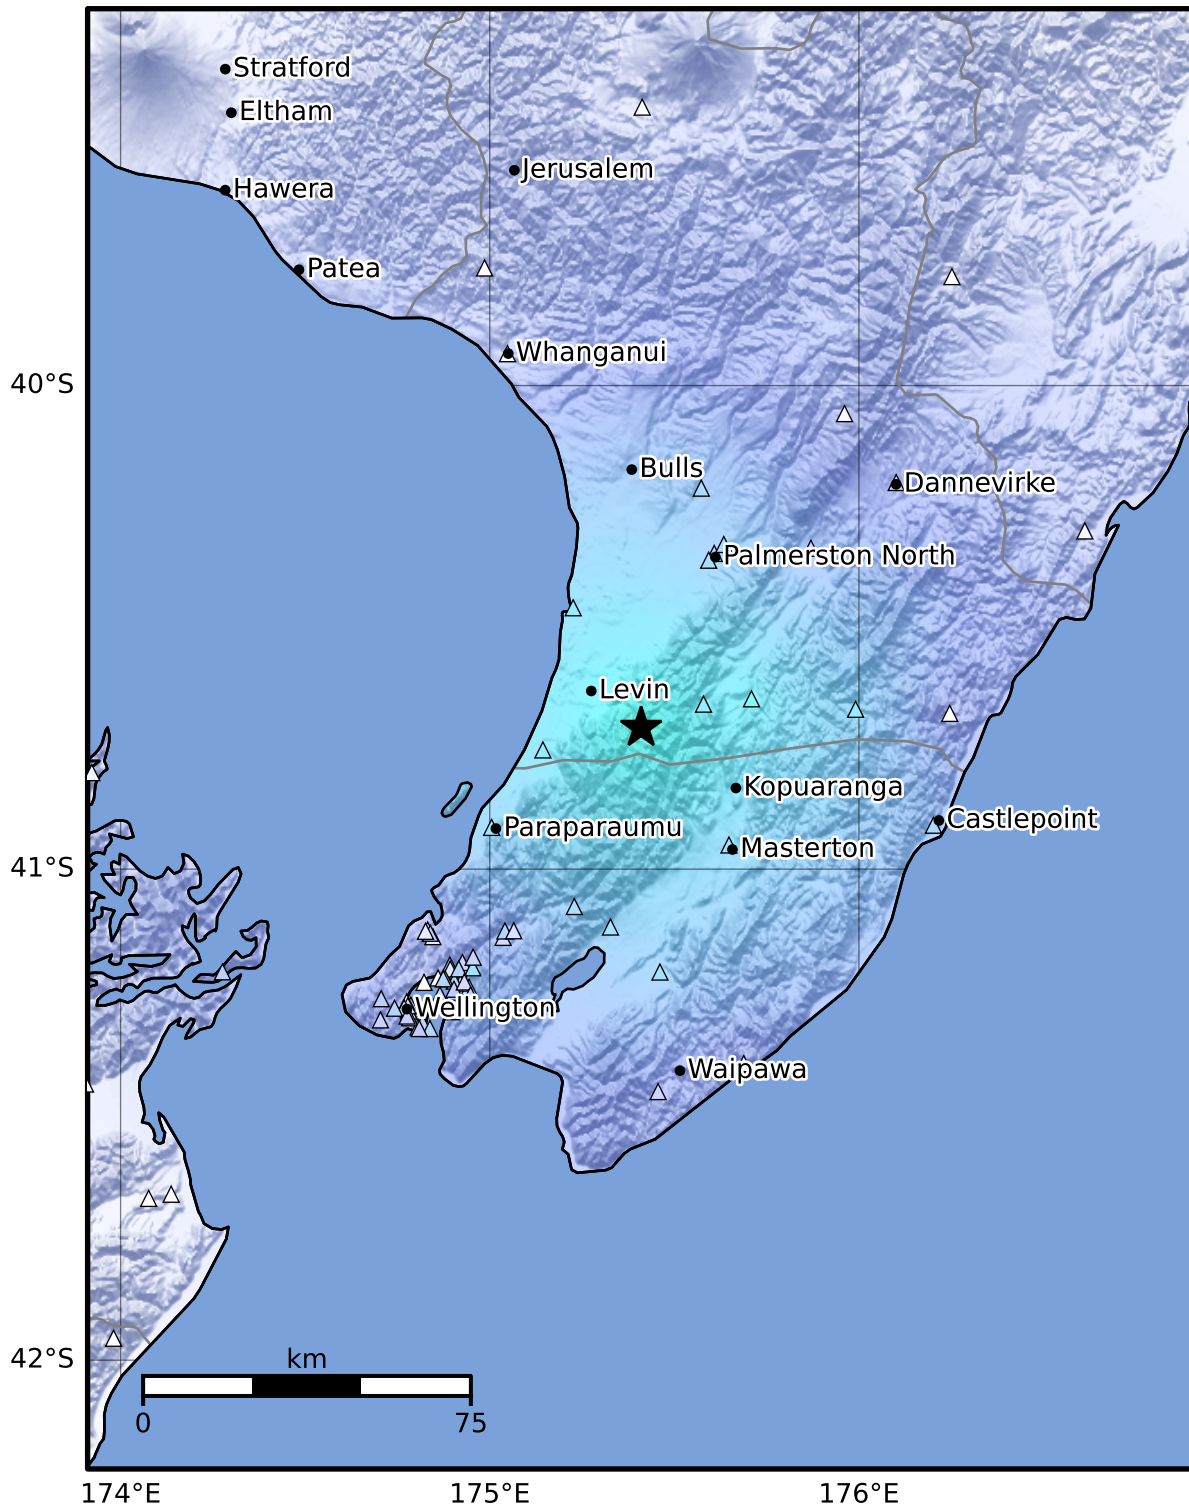 Stratford
Eltham
Jerusalem
Hawera
Patea
Whanganui
40°S
Bulls
Dannevirke
Palmerston North
Levin
Kopuaranga
Castlepoint
Paraparaumu
Masterton
41°S
Wellington
Waipawa
42°S
km
0
75
174°E
175°E
176°E